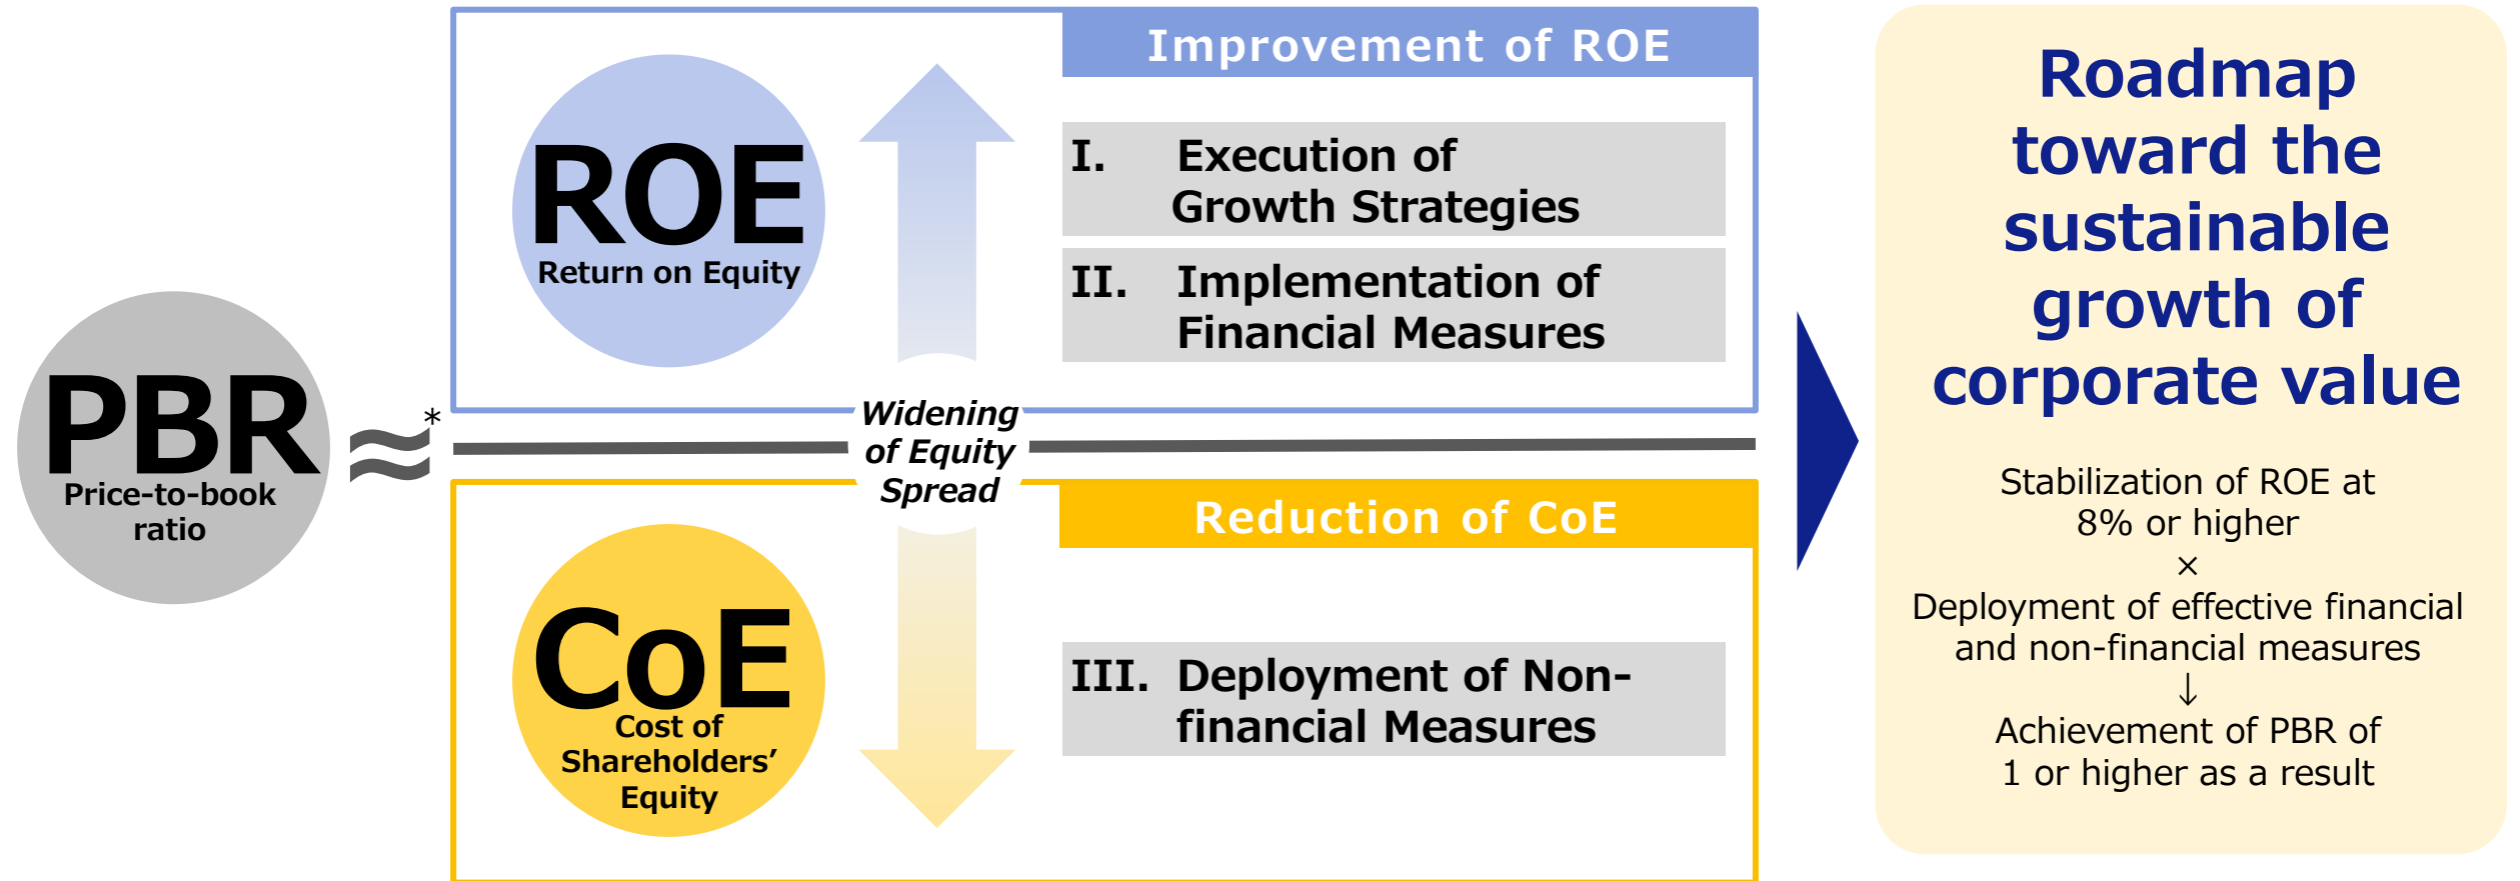 PBR
Price-to-book
ratio
≈*
ROE
Return on Equity
Improvement of ROE
I. Execution of
Growth Strategies
II. Implementation of
Financial Measures
Widening
of Equity
Spread
CoE
Cost of
Shareholders’
Equity
Reduction of CoE
III. Deployment of Non-
financial Measures
Roadmap
toward the
sustainable
growth of
corporate value
Stabilization of ROE at
8% or higher
×
Deployment of effective financial
and non-financial measures
↓
Achievement of PBR of
1 or higher as a result